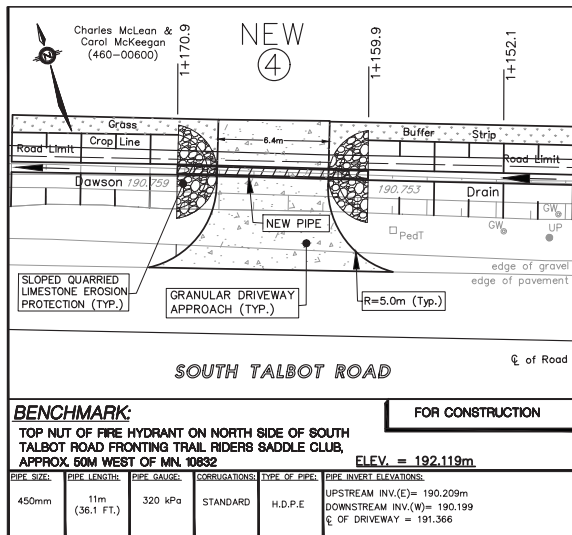 Charles McLean &
Carol McKeegan
(460-00600)
N
NEW
4
1+170.9
1+159.9
1+152.1
Grass
Buffer Strip
6.4m
Road Limit
Crop Line
Road Limit
Dawson 190.759
190.753 Drain
NEW PIPE
GW
GW
UP
PedT
edge of gravel
edge of pavement
SLOPED QUARRIED
LIMESTONE EROSION
PROTECTION (TYP.)
GRANULAR DRIVEWAY
APPROACH (TYP.)
R=5.0m (Typ.)
℄ of Road
SOUTH TALBOT ROAD
BENCHMARK:
FOR CONSTRUCTION
TOP NUT OF FIRE HYDRANT ON NORTH SIDE OF SOUTH
TALBOT ROAD FRONTING TRAIL RIDERS SADDLE CLUB,
APPROX. 50M WEST OF MN. 10632
ELEV. = 192.119m
PIPE SIZE: PIPE LENGTH: PIPE GAUGE: CORRUGATIONS: TYPE OF PIPE: PIPE INVERT ELEVATIONS:
450mm 11m (36.1 FT.) 320 kPa STANDARD H.D.P.E
UPSTREAM INV.(E)= 190.209m
DOWNSTREAM INV.(W)= 190.199
℄ OF DRIVEWAY = 191.366